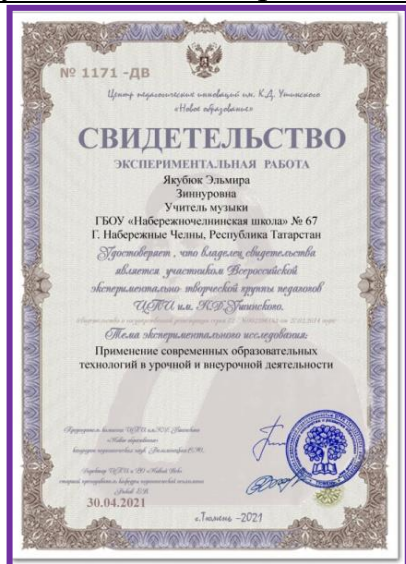 № 1171 -ДВ
Центр педагогических инноваций им. К.Д. Ушинского
«Новое образование»
СВИДЕТЕЛЬСТВО
ЭКСПЕРИМЕНТАЛЬНАЯ РАБОТА
Якубюк Эльмира
Зиннуровна
Учитель музыки
ГБОУ «Набережночелнинская школа» № 67
Г. Набережные Челны, Республика Татарстан
Удостоверяет, что владелец свидетельства
является участником Всероссийской
экспериментально-творческой группы педагогов
ЦПИ им. К.Д.Ушинского.
Тема экспериментального исследования:
Применение современных образовательных
технологий в урочной и внеурочной деятельности
«Новое образование»
30.04.2021
г.Тюмень -2021